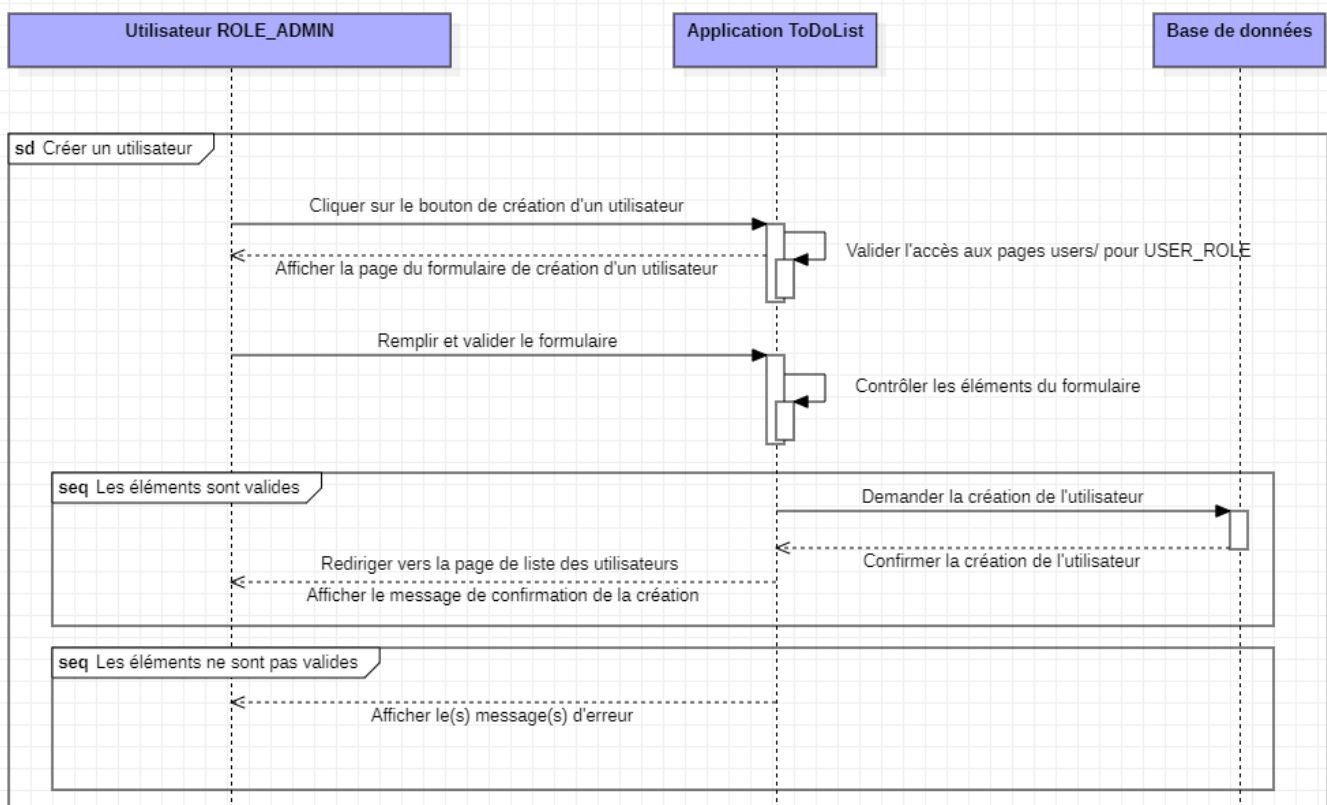 Utilisateur ROLE_ADMIN
Application ToDoList
Base de données
sd Créer un utilisateur
Cliquer sur le bouton de création d'un utilisateur
Valider l'accès aux pages users/ pour USER_ROLE
Afficher la page du formulaire de création d'un utilisateur
Remplir et valider le formulaire
Contrôler les éléments du formulaire
seq Les éléments sont valides
Demander la création de l'utilisateur
Confirmer la création de l'utilisateur
Rediriger vers la page de liste des utilisateurs
Afficher le message de confirmation de la création
seq Les éléments ne sont pas valides
Afficher le(s) message(s) d'erreur